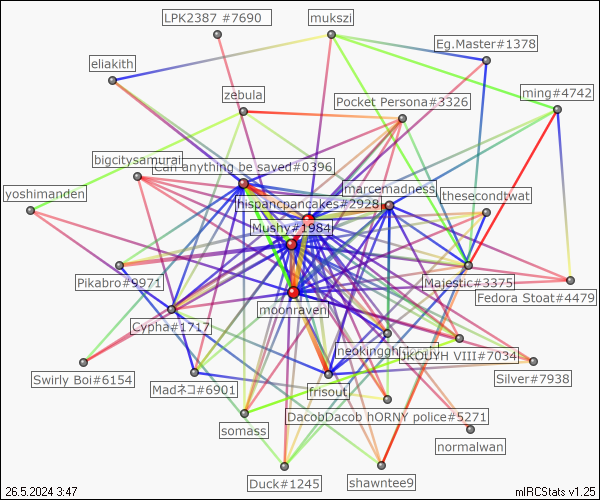 LPK2387 #7690
mukszi
Eg.Master#1378
eliakith
zebula
ming#4742
Pocket Persona#3326
bigcitysamurai
Can anything be saved#0396
yoshimanden
marcemadness
thesecondtwat
hispancpancakes#2928
Mushy#1984
Pikabro#9971
Majestic#3375
Fedora Stoat#4479
moonraven
Cypha#1717
JKOUYH VIII#7034
Swirly Boi#6154
Madネコ#6901
frisout
Silver#7938
DacobDacob hORNY police#5271
somass
normalwan
Duck#1245
shawntee9
26.5.2024 3:47
mIRCStats v1.25